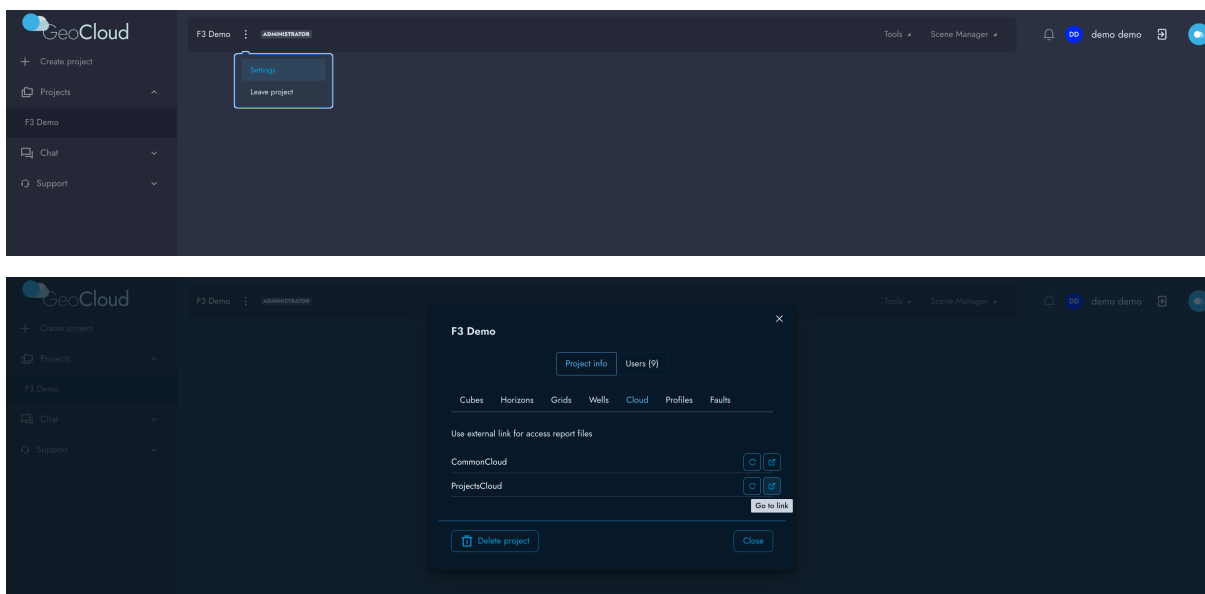 GeoCloud
F3 Demo
ADMINISTRATOR
Tools
Scene Manager
DD
demo demo
Create project
Projects
F3 Demo
Chat
Support
Settings
Leave project
GeoCloud
F3 Demo
ADMINISTRATOR
Tools
Scene Manager
DD
demo demo
Create project
Projects
F3 Demo
Chat
Support
F3 Demo
Project info Users (9)
Cubes Horizons Grids Wells Cloud Profiles Faults
Use external link for access report files
CommonCloud
ProjectsCloud
Go to link
Delete project Close